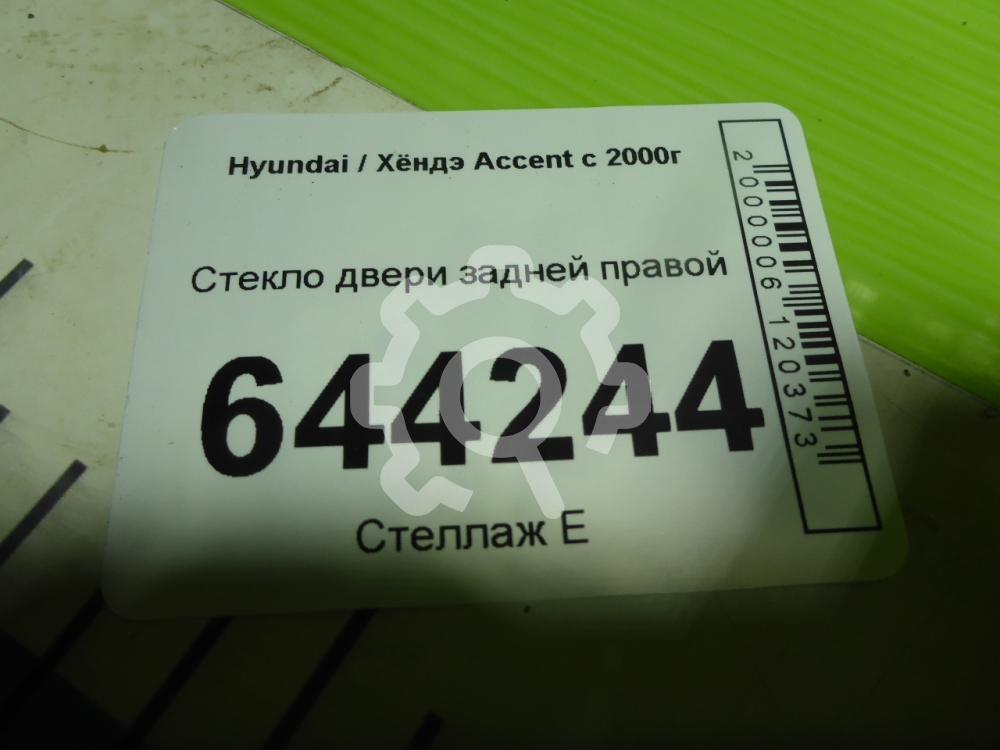 Hyundai / Хёндэ Accent с 2000г
Стекло двери задней правой
644244
Стеллаж Е
2000006120373